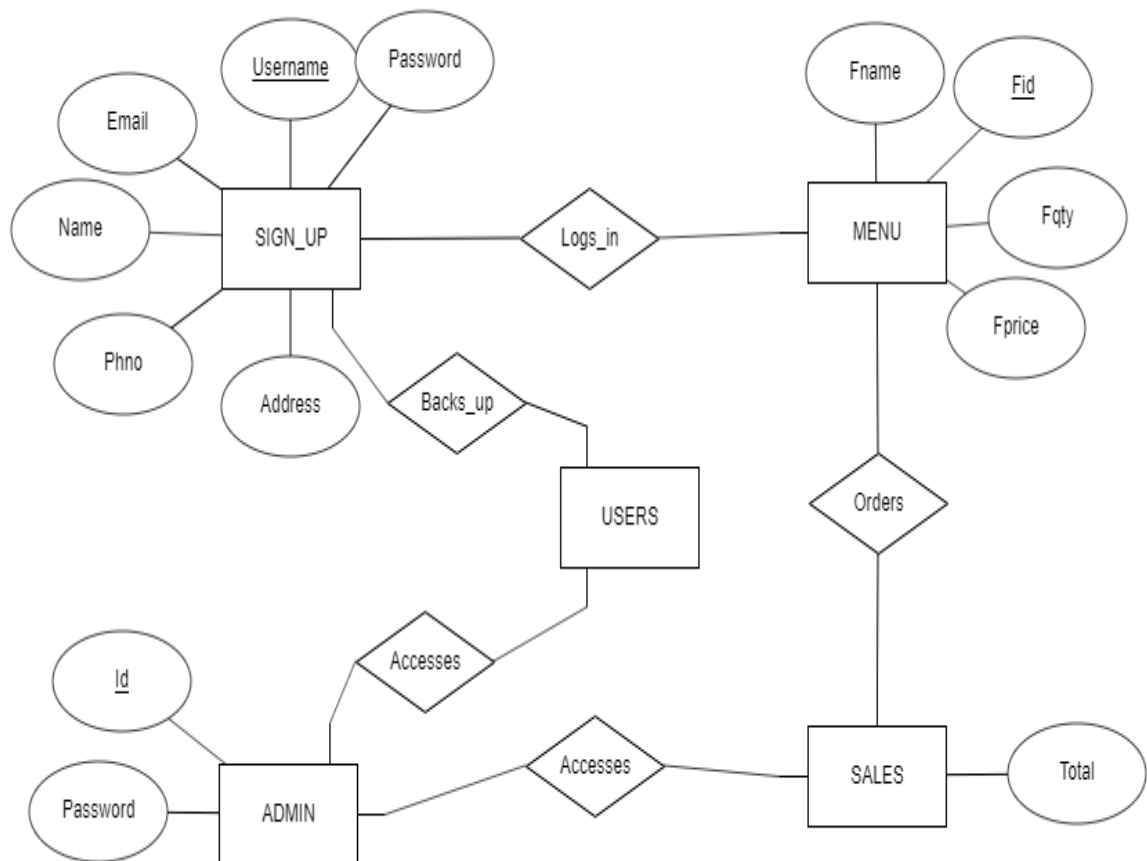 Username
Password
Fname
Fid
Email
Name
SIGN_UP
Logs_in
MENU
Fqty
Fprice
Phno
Address
Backs_up
USERS
Orders
Accesses
Id
Accesses
SALES
Total
Password
ADMIN